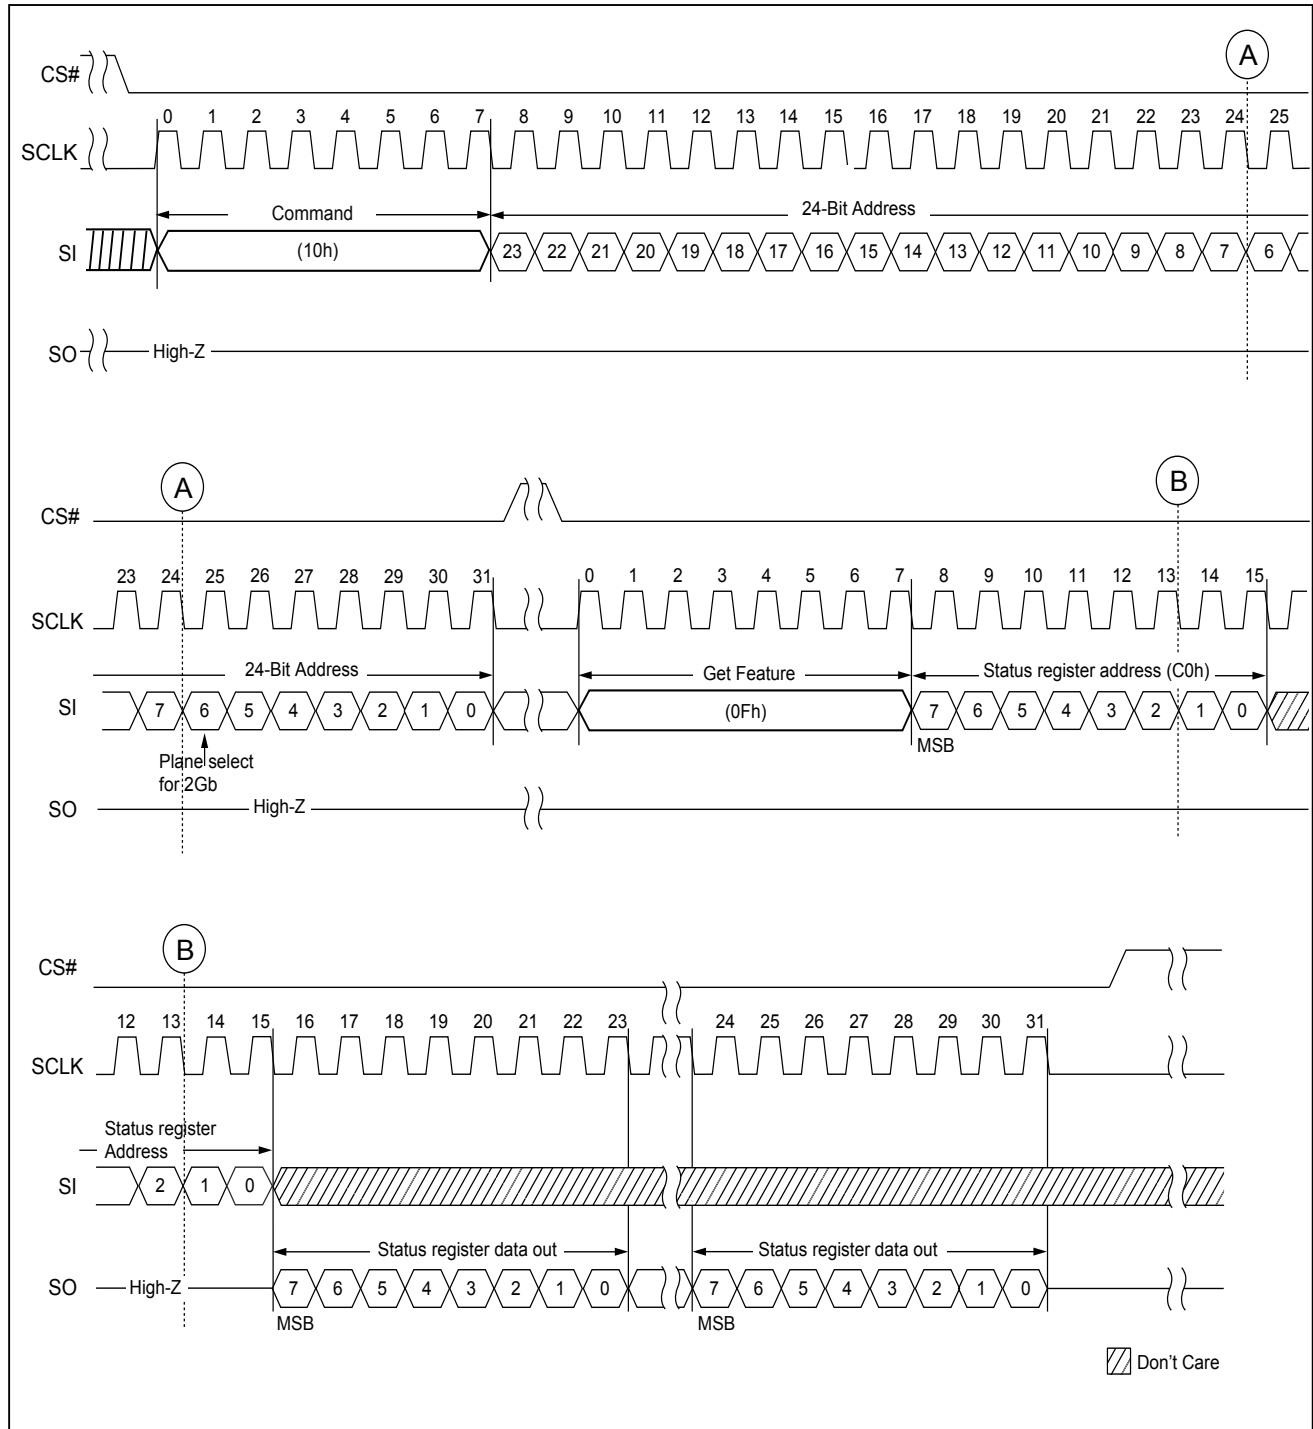 A
CS#
0 1 2 3 4 5 6 7 8 9 10 11 12 13 14 15 16 17 18 19 20 21 22 23 24 25
SCLK
Command 24-Bit Address
SI (10h) 23 22 21 20 19 18 17 16 15 14 13 12 11 10 9 8 7 6
SO High-Z
A B
CS#
23 24 25 26 27 28 29 30 31 0 1 2 3 4 5 6 7 8 9 10 11 12 13 14 15
SCLK
24-Bit Address Get Feature Status register address (C0h)
SI 7 6 5 4 3 2 1 0 (0Fh) 7 6 5 4 3 2 1 0
MSB
Plane select
for 2Gb
SO High-Z
B
CS#
12 13 14 15 16 17 18 19 20 21 22 23 24 25 26 27 28 29 30 31
SCLK
Status register
Address
SI 2 1 0
Status register data out Status register data out
SO High-Z 7 6 5 4 3 2 1 0 7 6 5 4 3 2 1 0
MSB MSB
Don't Care